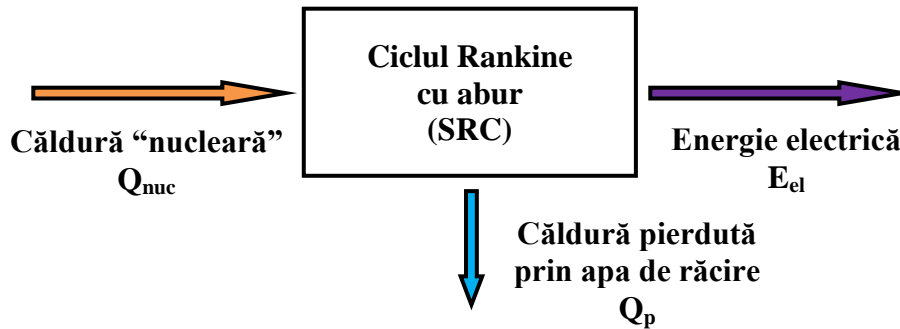 Ciclul Rankine
cu abur
(SRC)
Căldură “nucleară”
Qnuc
Energie electrică
Eel
Căldură pierdută
prin apa de răcire
Qp